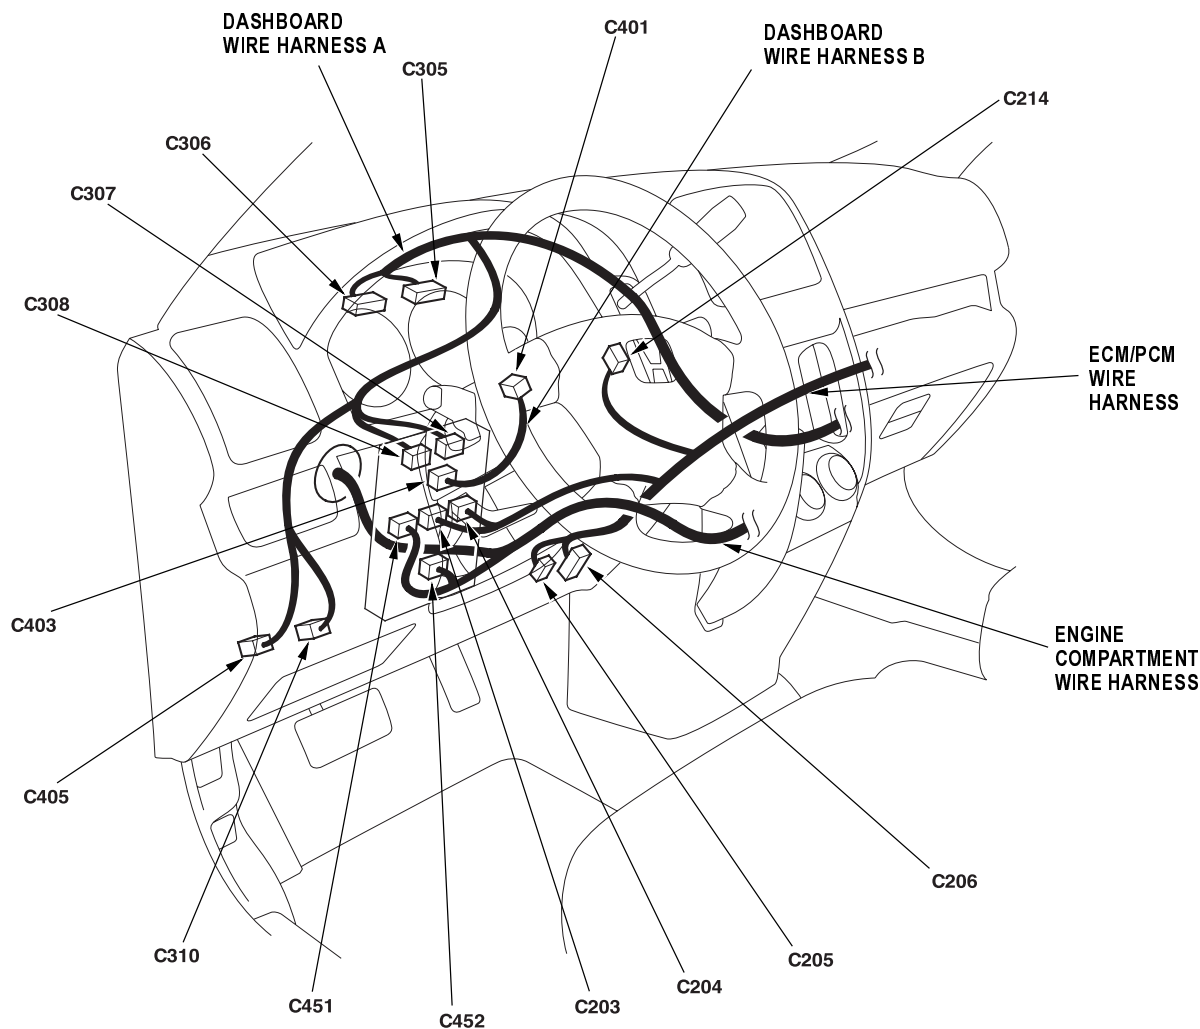 DASHBOARD
WIRE HARNESS A
C401
DASHBOARD
WIRE HARNESS B
C305
C214
C306
C307
C308
ECM/PCM
WIRE
HARNESS
C403
ENGINE
COMPARTMENT
WIRE HARNESS
C405
C206
C310
C205
C204
C451
C203
C452